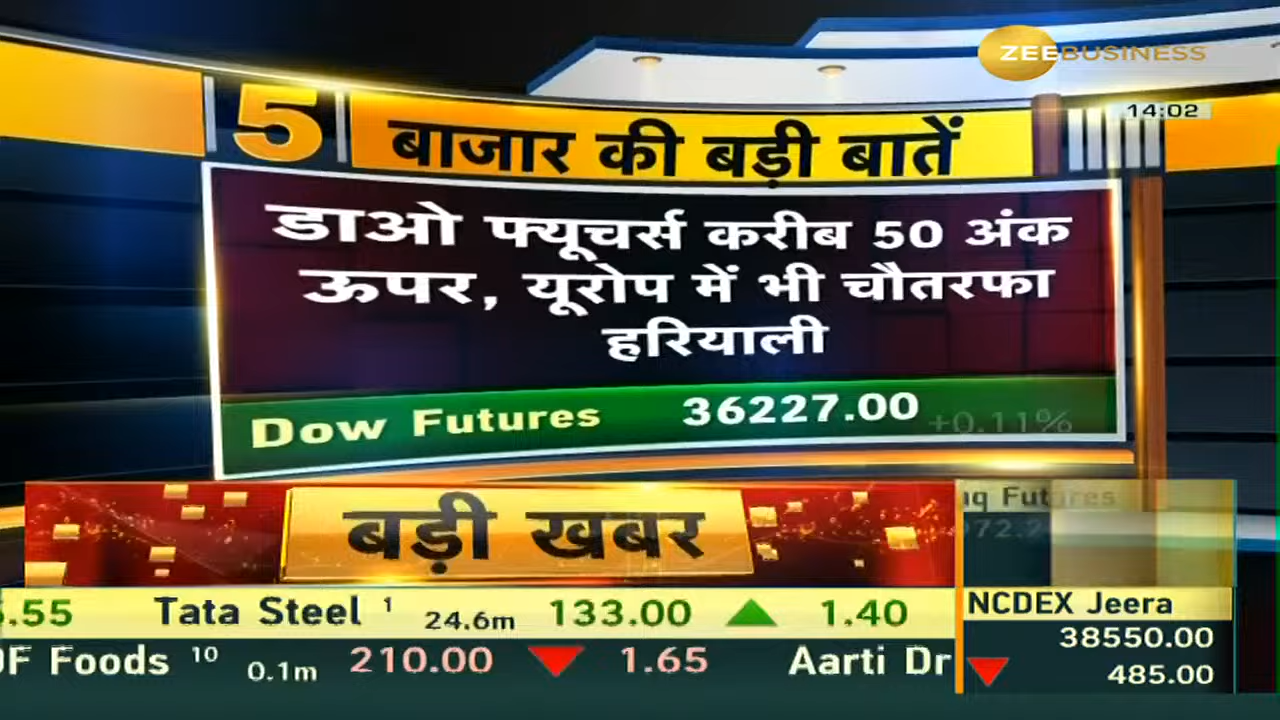 ZEEBUSINESS
14:02
5 बाजार की बड़ी बातें
डाओ फ्यूचर्स करीब 50 अंक
ऊपर, यूरोप में भी चौतरफा
हरियाली
Dow Futures 36227.00 +0.11%
बड़ी खबर
Futures
.55 Tata Steel 1 24.6m 133.00 ▲ 1.40
Foods 10 0.1m 210.00 ▼ 1.65 Aarti Dr
NCDEX Jeera
38550.00
▼ 485.00